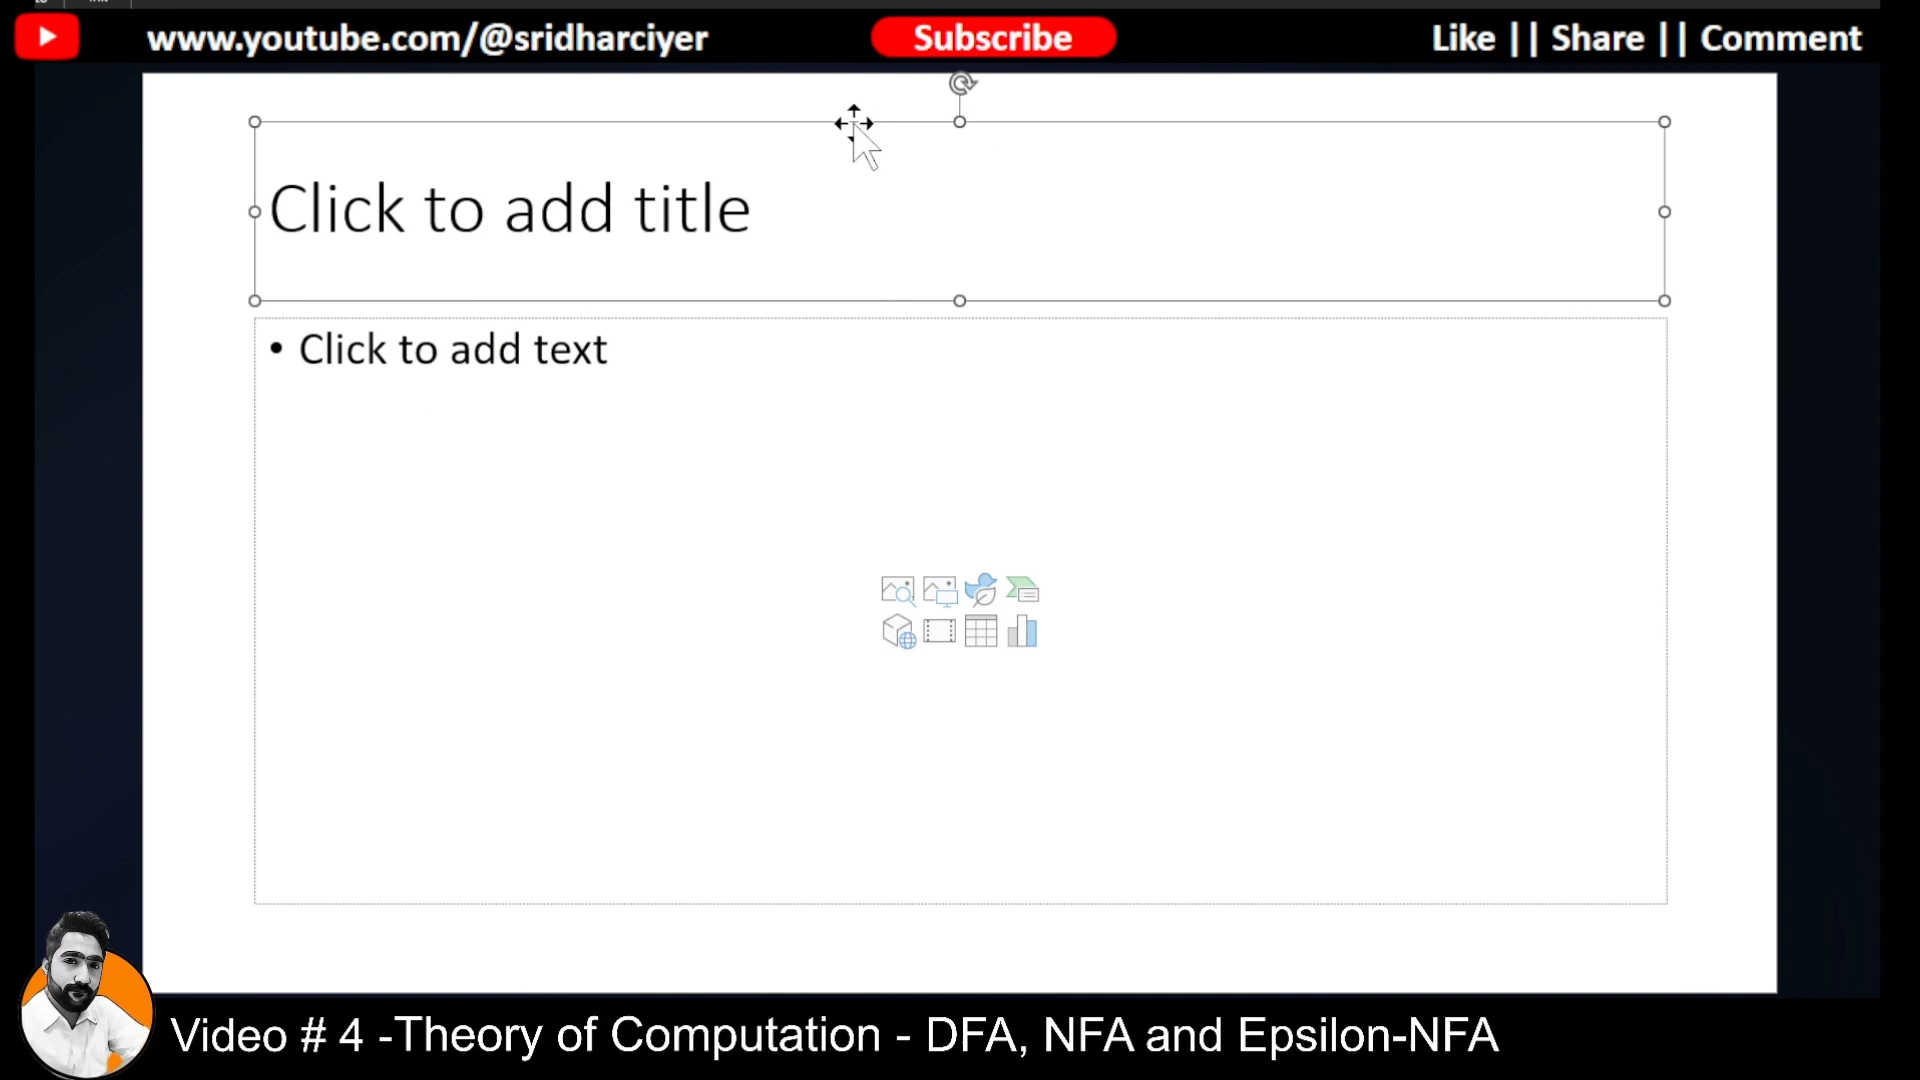 www.youtube.com/@sridharciyer
Subscribe
Like || Share || Comment
Click to add title
• Click to add text
Video # 4 -Theory of Computation - DFA, NFA and Epsilon-NFA